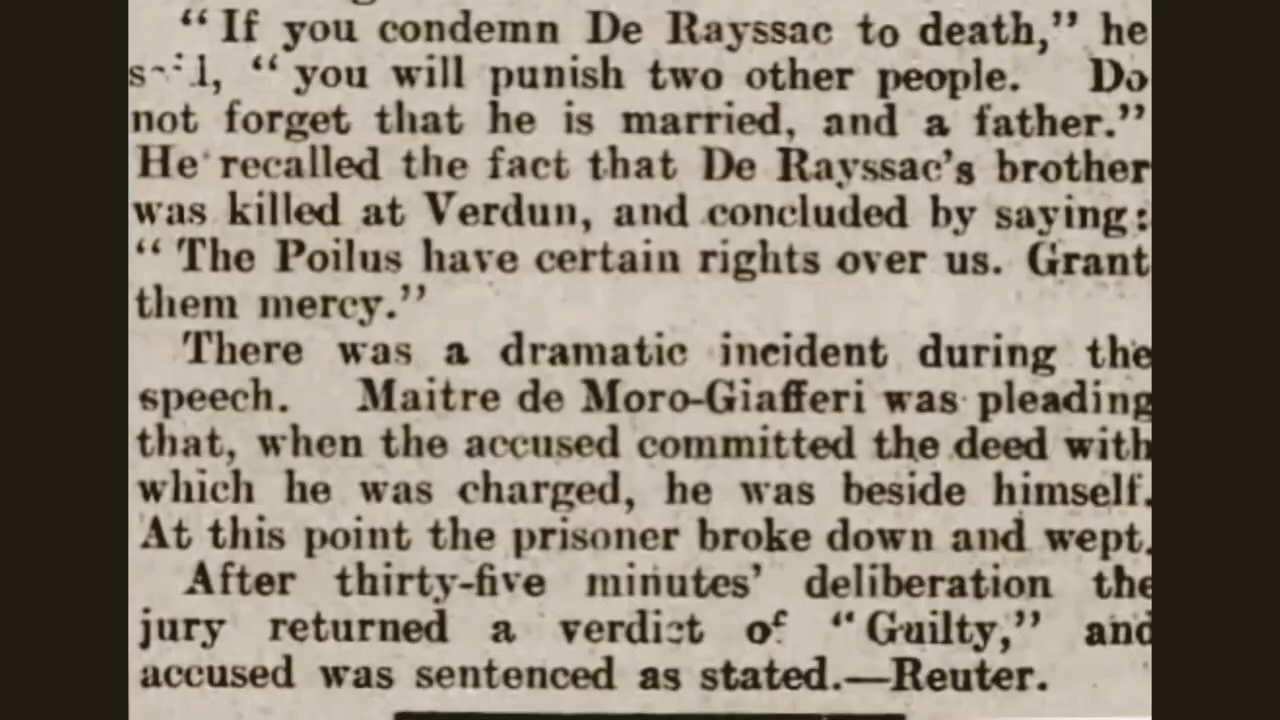 “ If you condemn De Rayssac to death,” he
“ you will punish two other people. Do
not forget that he is married, and a father.”
He recalled the fact that De Rayssac’s brother
was killed at Verdun, and concluded by saying:
“ The Poilus have certain rights over us. Grant
them mercy.”
There was a dramatic incident during the
speech. Maitre de Moro-Giafferi was pleading
that, when the accused committed the deed with
which he was charged, he was beside himself.
At this point the prisoner broke down and wept.
After thirty-five minutes’ deliberation the
jury returned a verdict of “ Guilty,” and
accused was sentenced as stated.—Reuter.